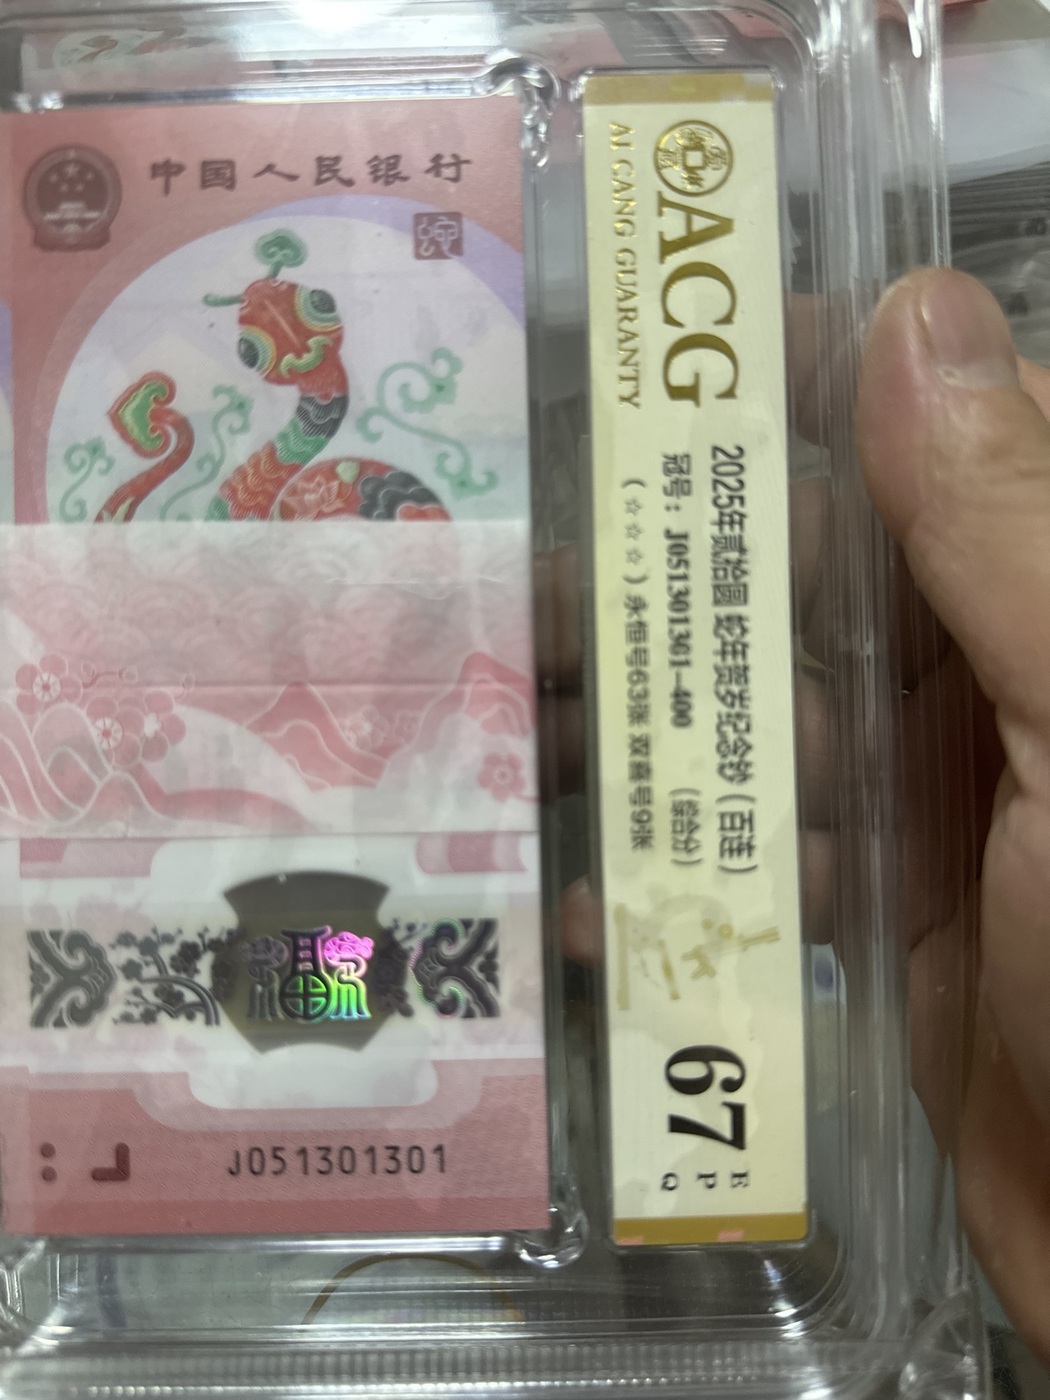 中国人民银行
J051301301
ACG
AI CANG GUARANTY
2025年贰拾圆 蛇年贺岁纪念钞（百连）
冠号：J051301301—400 （综合分）
（☆☆☆）永恒号63张 双鑫号9张
67
E
P
Q